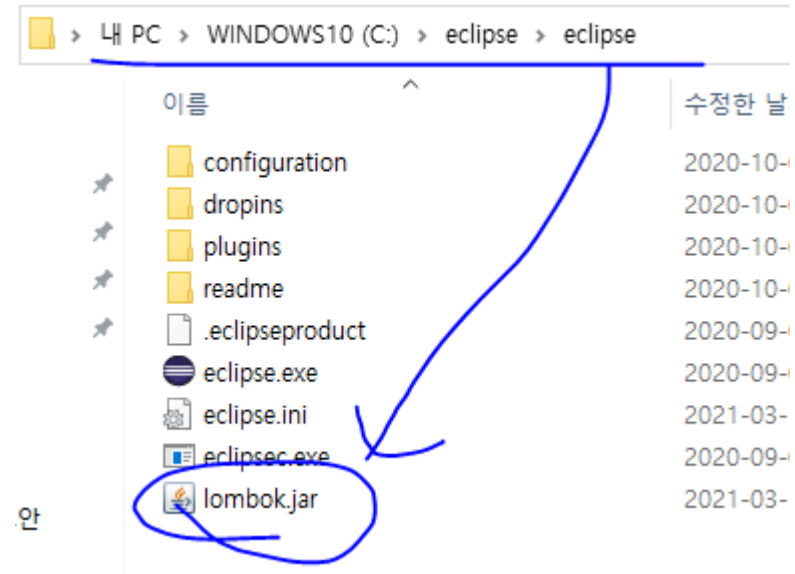 내 PC > WINDOWS10 (C:) > eclipse > eclipse
이름 수정한 날
configuration 2020-10-
dropins 2020-10-
plugins 2020-10-
readme 2020-10-
.eclipseproduct 2020-09-
eclipse.exe 2020-09-
eclipse.ini 2021-03-
eclipsec.exe 2020-09-
lombok.jar 2021-03-
안